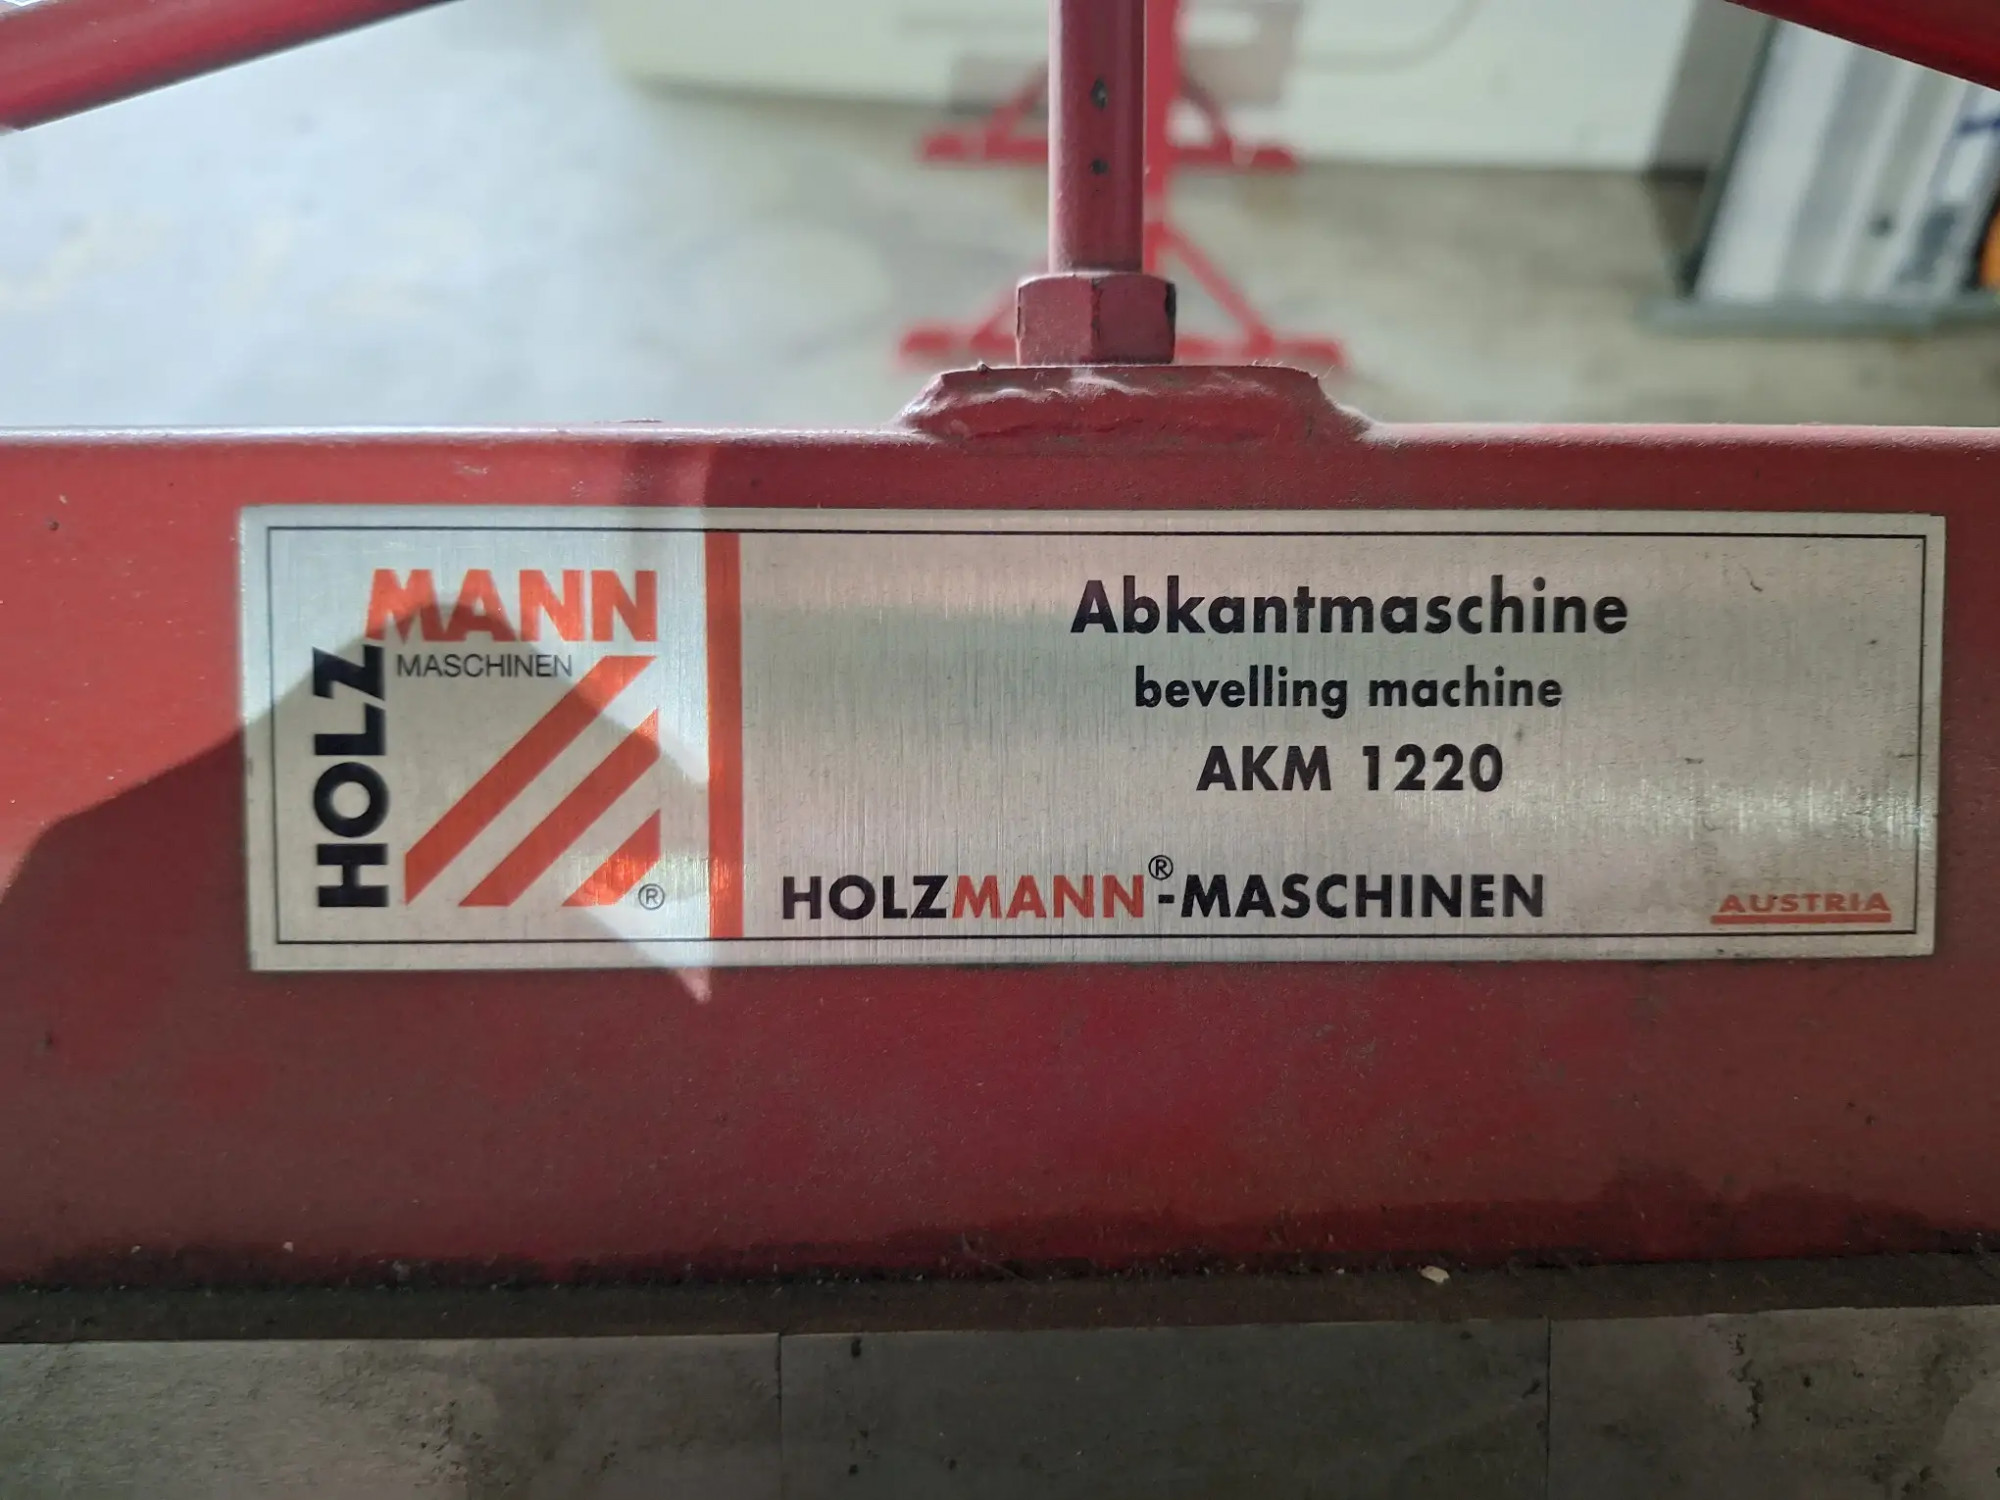 HOLZ
MANN
MASCHINEN
®
Abkantmaschine
bevelling machine
AKM 1220
HOLZMANN®-MASCHINEN
AUSTRIA